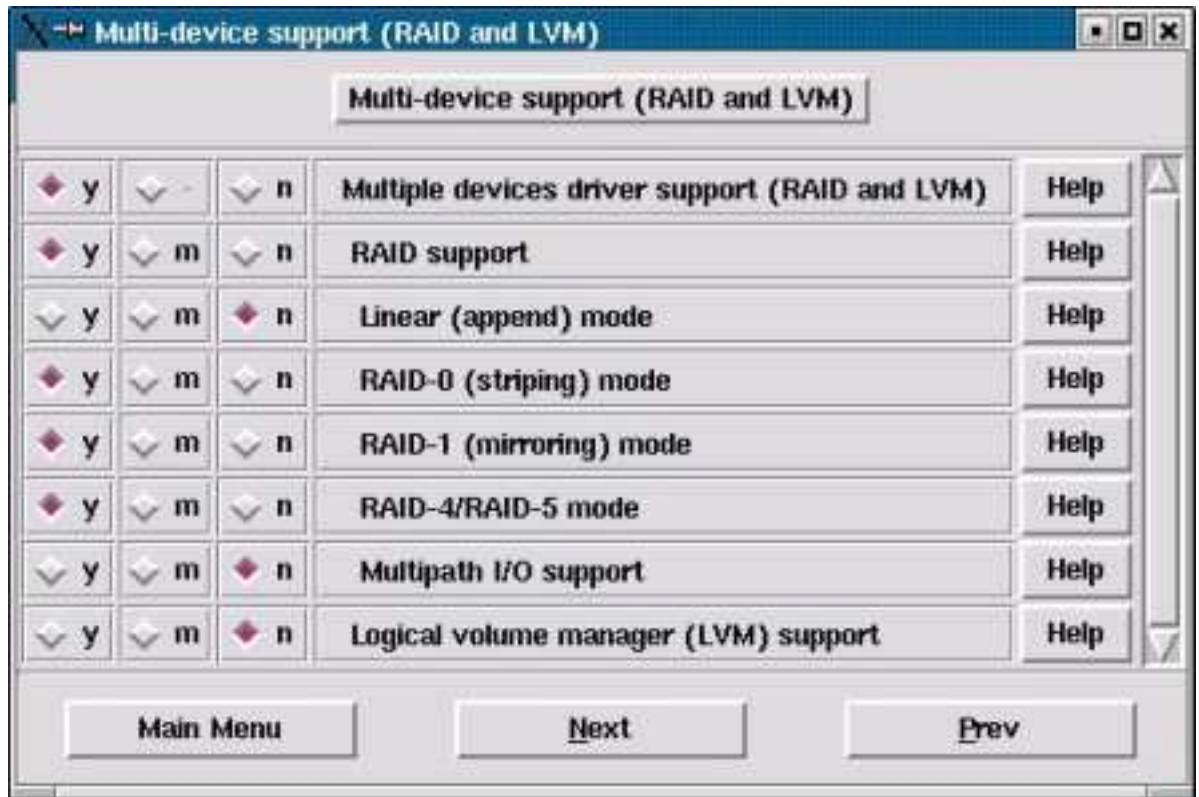 Multi-device support (RAID and LVM)
Multi-device support (RAID and LVM)
y - n Multiple devices driver support (RAID and LVM) Help
y m n RAID support Help
y m n Linear (append) mode Help
y m n RAID-0 (striping) mode Help
y m n RAID-1 (mirroring) mode Help
y m n RAID-4/RAID-5 mode Help
y m n Multipath I/O support Help
y m n Logical volume manager (LVM) support Help
Main Menu Next Prev